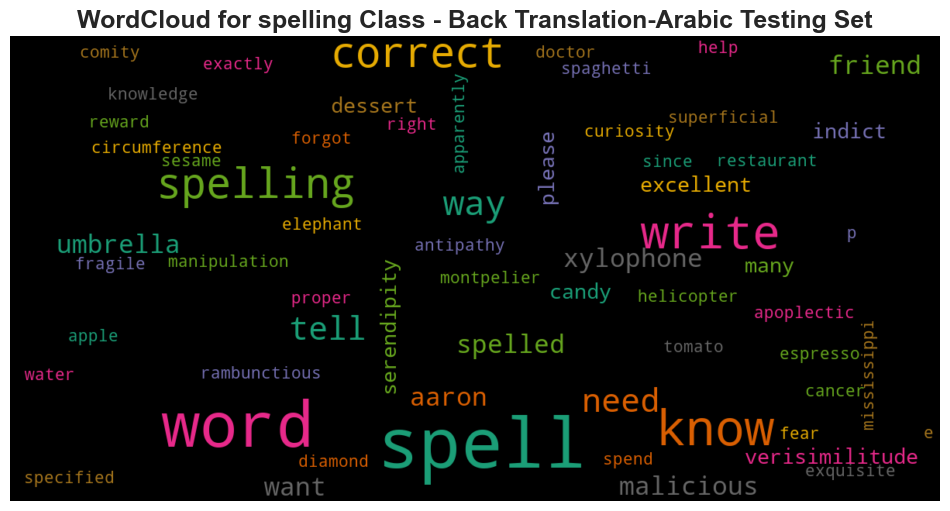 WordCloud for spelling Class - Back Translation-Arabic Testing Set
comity
exactly
correct
doctor
help
spaghetti
friend
knowledge
dessert
apparently
superficial
reward
right
curiosity
indict
circumference
forgot
please
since
restaurant
sesame
spelling
way
excellent
elephant
write
p
umbrella
antipathy
xylophone
fragile
manipulation
montpelier
many
serendipity
candy
helicopter
proper
apoplectic
apple
tell
spelled
tomato
espresso
mississippi
water
rambunctious
aaron
need
cancer
word
spell
know
fear
e
specified
diamond
spend
verisimilitude
exquisite
want
malicious